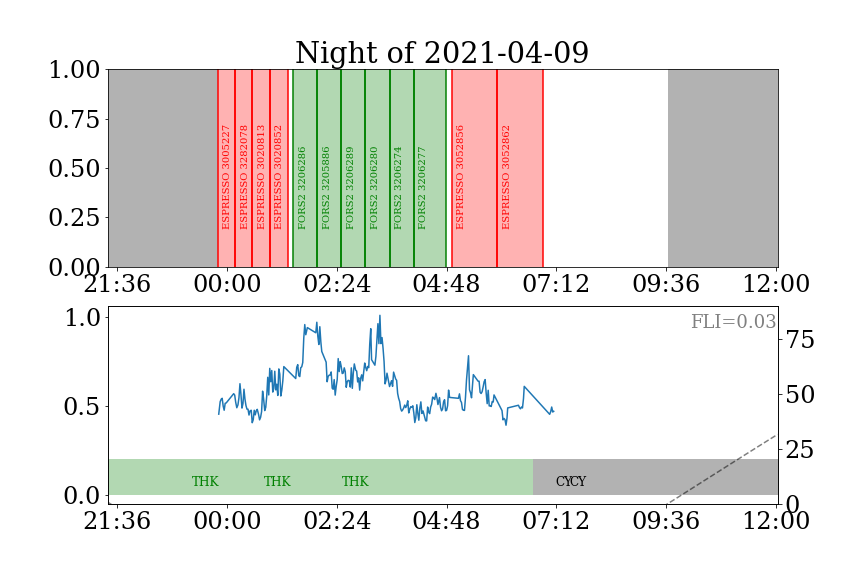 Night of 2021-04-09
1.00
0.75
0.50
0.25
0.00
ESPRESSO 3005227
ESPRESSO 3282078
ESPRESSO 3020813
ESPRESSO 3020852
FORS2 3206286
FORS2 3205886
FORS2 3206289
FORS2 3206280
FORS2 3206274
FORS2 3206277
ESPRESSO 3052856
ESPRESSO 3052862
21:36 00:00 02:24 04:48 07:12 09:36 12:00
FLI=0.03
1.0
0.5
0.0
75
50
25
0
THK THK THK CYCY
21:36 00:00 02:24 04:48 07:12 09:36 12:00